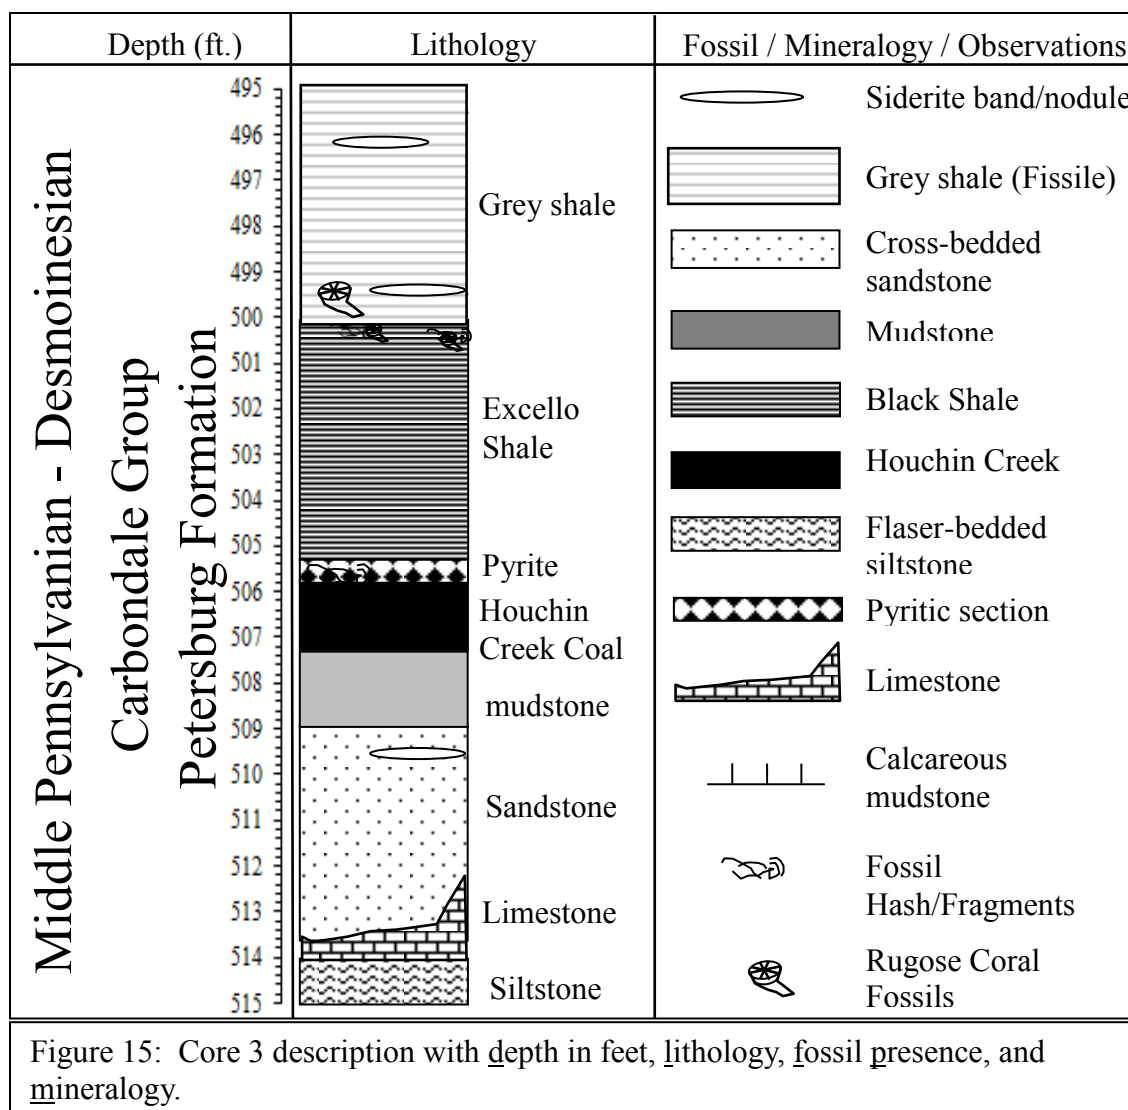 Depth (ft.)
Lithology
Fossil / Mineralogy / Observations
Middle Pennsylvanian - Desmoinesian
Carbondale Group
Petersburg Formation
495
496
497
498
499
500
501
502
503
504
505
506
507
508
509
510
511
512
513
514
515
Grey shale
Excello
Shale
Pyrite
Houchin
Creek Coal
mudstone
Sandstone
Limestone
Siltstone
Siderite band/nodule
Grey shale (Fissile)
Cross-bedded
sandstone
Mudstone
Black Shale
Houchin Creek
Flaser-bedded
siltstone
Pyritic section
Limestone
Calcareous
mudstone
Fossil
Hash/Fragments
Rugose Coral
Fossils
Figure 15: Core 3 description with depth in feet, lithology, fossil presence, and
mineralogy.